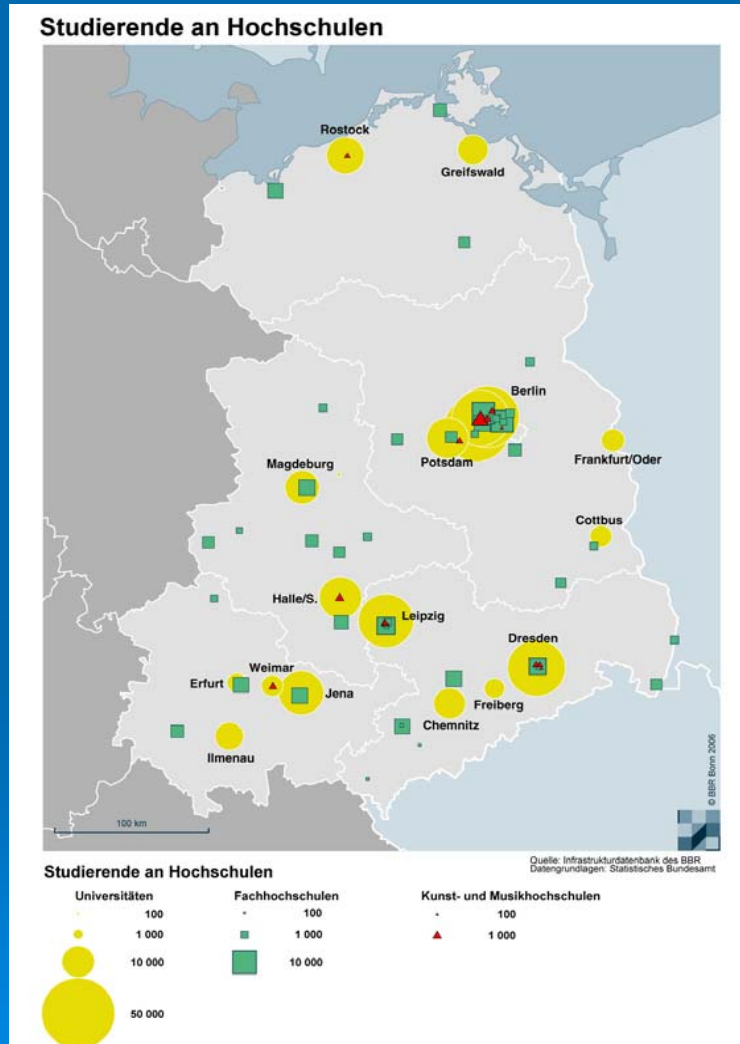 Studierende an Hochschulen
Rostock
Greifswald
Berlin
Potsdam
Frankfurt/Oder
Magdeburg
Cottbus
Halle/S.
Leipzig
Dresden
Weimar
Erfurt
Jena
Freiberg
Chemnitz
Ilmenau
100 km
© BBR Bonn 2006
Quelle: Infrastrukturdatenbank des BBR
Datengrundlagen: Statistisches Bundesamt
Studierende an Hochschulen
Universitäten
100
1 000
10 000
50 000
Fachhochschulen
100
1 000
10 000
Kunst- und Musikhochschulen
100
1 000